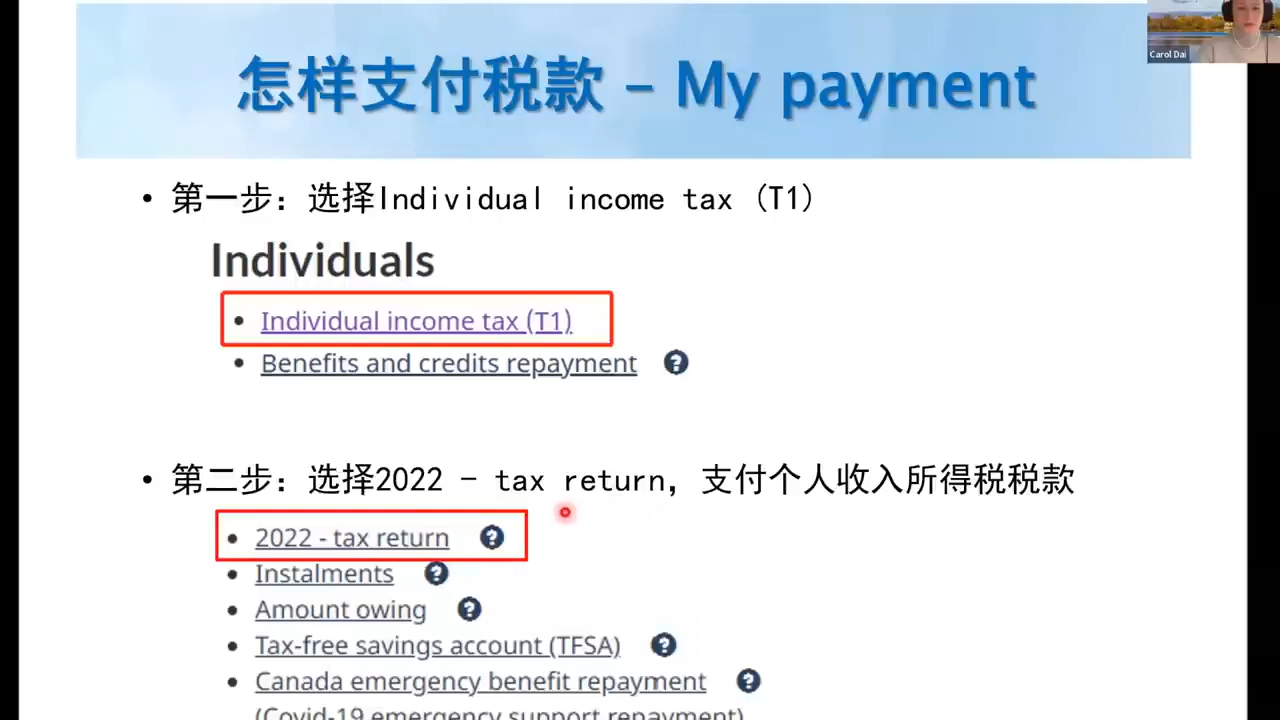 怎样支付税款 - My payment
Carol Dai
• 第一步：选择Individual income tax (T1)
Individuals
• Individual income tax (T1)
• Benefits and credits repayment ?
• 第二步：选择2022 - tax return，支付个人收入所得税税款
• 2022 - tax return ?
• Instalments ?
• Amount owing ?
• Tax-free savings account (TFSA) ?
• Canada emergency benefit repayment ?
(Covid-19 emergency support repayment)